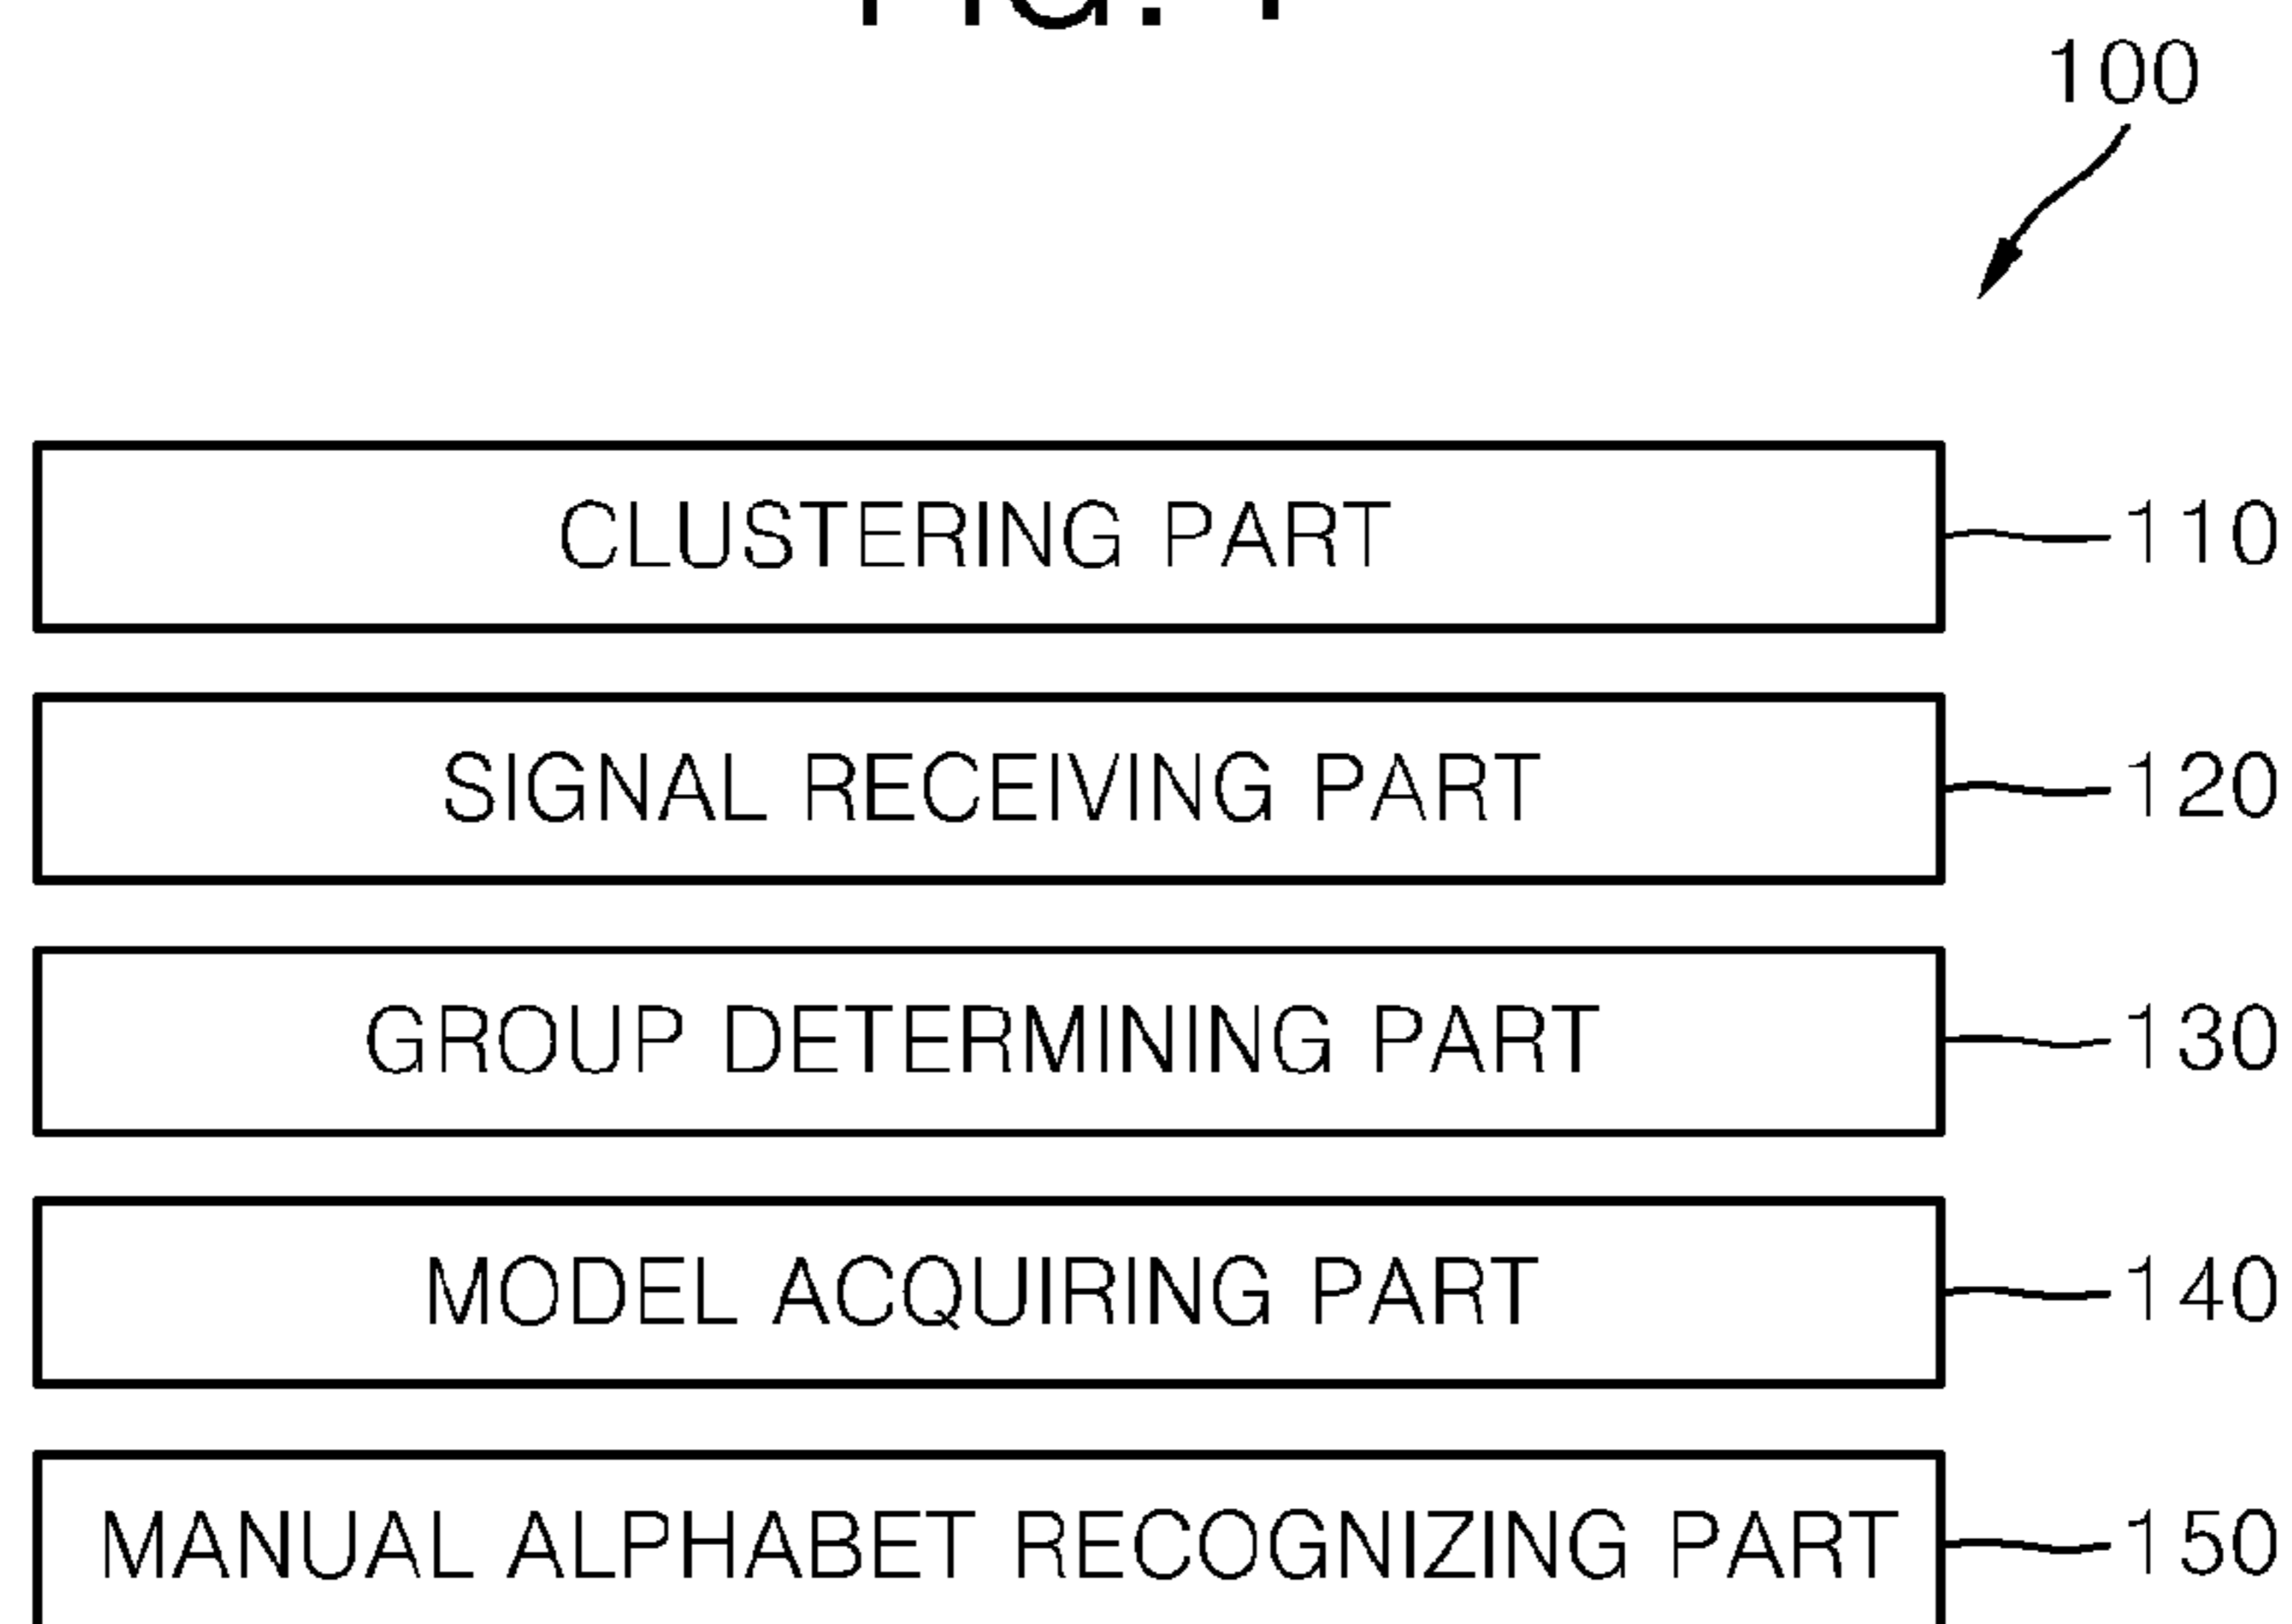 100
CLUSTERING PART 110
SIGNAL RECEIVING PART 120
GROUP DETERMINING PART 130
MODEL ACQUIRING PART 140
MANUAL ALPHABET RECOGNIZING PART 150